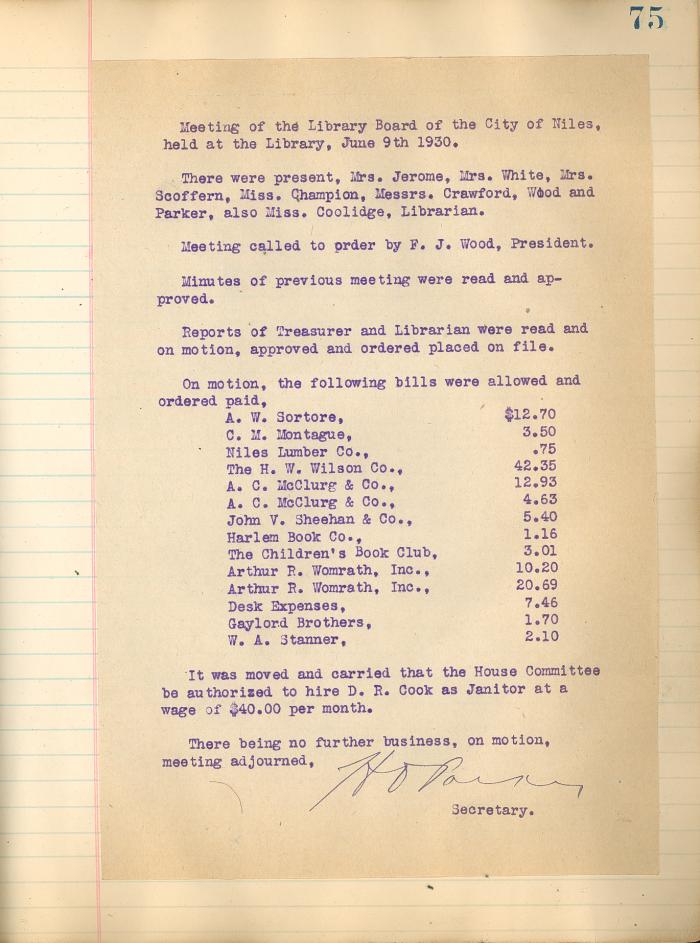 75
Meeting of the Library Board of the City of Niles,
held at the Library, June 9th 1930.
There were present, Mrs. Jerome, Mrs. White, Mrs.
Scoffern, Miss. Champion, Messrs. Crawford, Wood and
Parker, also Miss. Coolidge, Librarian.
Meeting called to order by F. J. Wood, President.
Minutes of previous meeting were read and ap-
proved.
Reports of Treasurer and Librarian were read and
on motion, approved and ordered placed on file.
On motion, the following bills were allowed and
ordered paid,
A. W. Sortore, $12.70
C. M. Montague, 3.50
Niles Lumber Co., .75
The H. W. Wilson Co., 42.35
A. C. McClurg & Co., 12.93
A. C. McClurg & Co., 4.63
John V. Sheehan & Co., 5.40
Harlem Book Co., 1.16
The Children's Book Club, 3.01
Arthur R. Womrath, Inc., 10.20
Arthur R. Womrath, Inc., 20.69
Desk Expenses, 7.46
Gaylord Brothers, 1.70
W. A. Stanner, 2.10
It was moved and carried that the House Committee
be authorized to hire D. R. Cook as Janitor at a
wage of $40.00 per month.
There being no further business, on motion,
meeting adjourned,
H D Parker
Secretary.